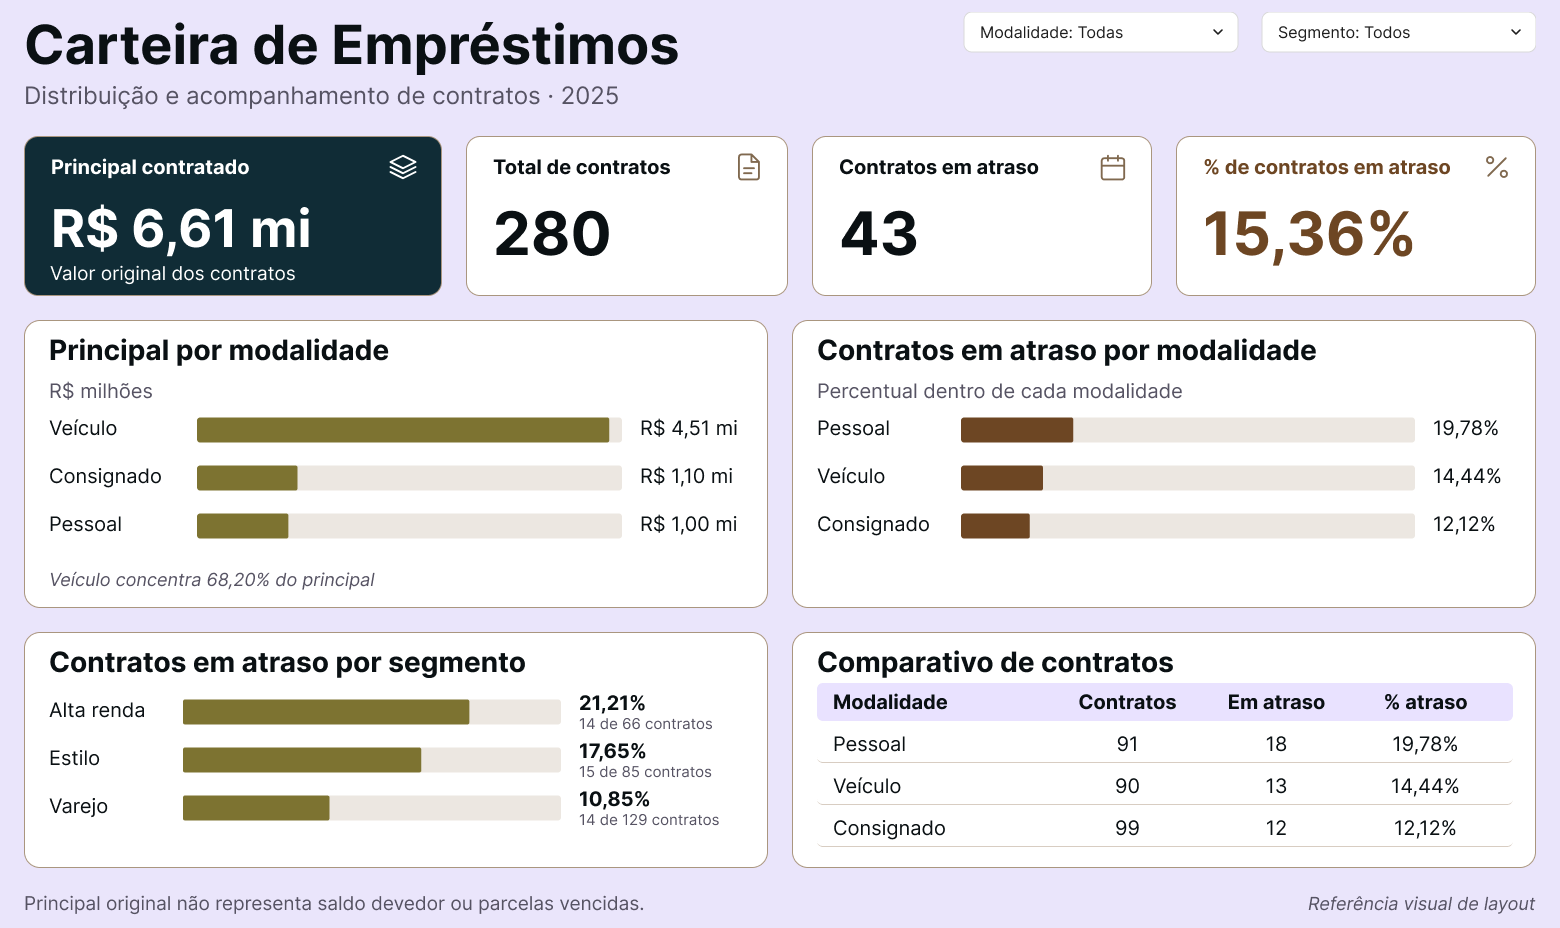 Carteira de Empréstimos
Distribuição e acompanhamento de contratos · 2025
Modalidade: Todas
Segmento: Todos
Principal contratado
R$ 6,61 mi
Valor original dos contratos
Total de contratos
280
Contratos em atraso
43
% de contratos em atraso
15,36%
Principal por modalidade
R$ milhões
Veículo R$ 4,51 mi
Consignado R$ 1,10 mi
Pessoal R$ 1,00 mi
Veículo concentra 68,20% do principal
Contratos em atraso por modalidade
Percentual dentro de cada modalidade
Pessoal 19,78%
Veículo 14,44%
Consignado 12,12%
Contratos em atraso por segmento
Alta renda 21,21%
14 de 66 contratos
Estilo 17,65%
15 de 85 contratos
Varejo 10,85%
14 de 129 contratos
Comparativo de contratos
Modalidade Contratos Em atraso % atraso
Pessoal 91 18 19,78%
Veículo 90 13 14,44%
Consignado 99 12 12,12%
Principal original não representa saldo devedor ou parcelas vencidas.
Referência visual de layout